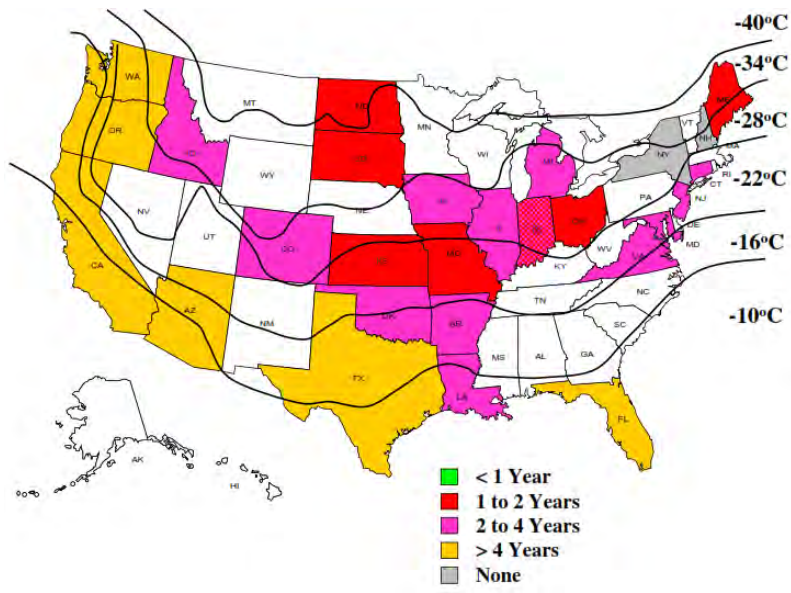 -40°C
-34°C
-28°C
-22°C
-16°C
-10°C
WA
OR
CA
NV
ID
MT
WY
UT
AZ
CO
NM
ND
SD
NE
TX
OK
MN
IA
MO
AR
LA
WI
IL
MI
KY
TN
MS
AL
GA
FL
SC
NC
VA
WV
PA
NY
VT
NH
ME
MA
RI
CT
NJ
DE
MD
AK
HI
< 1 Year
1 to 2 Years
2 to 4 Years
> 4 Years
None